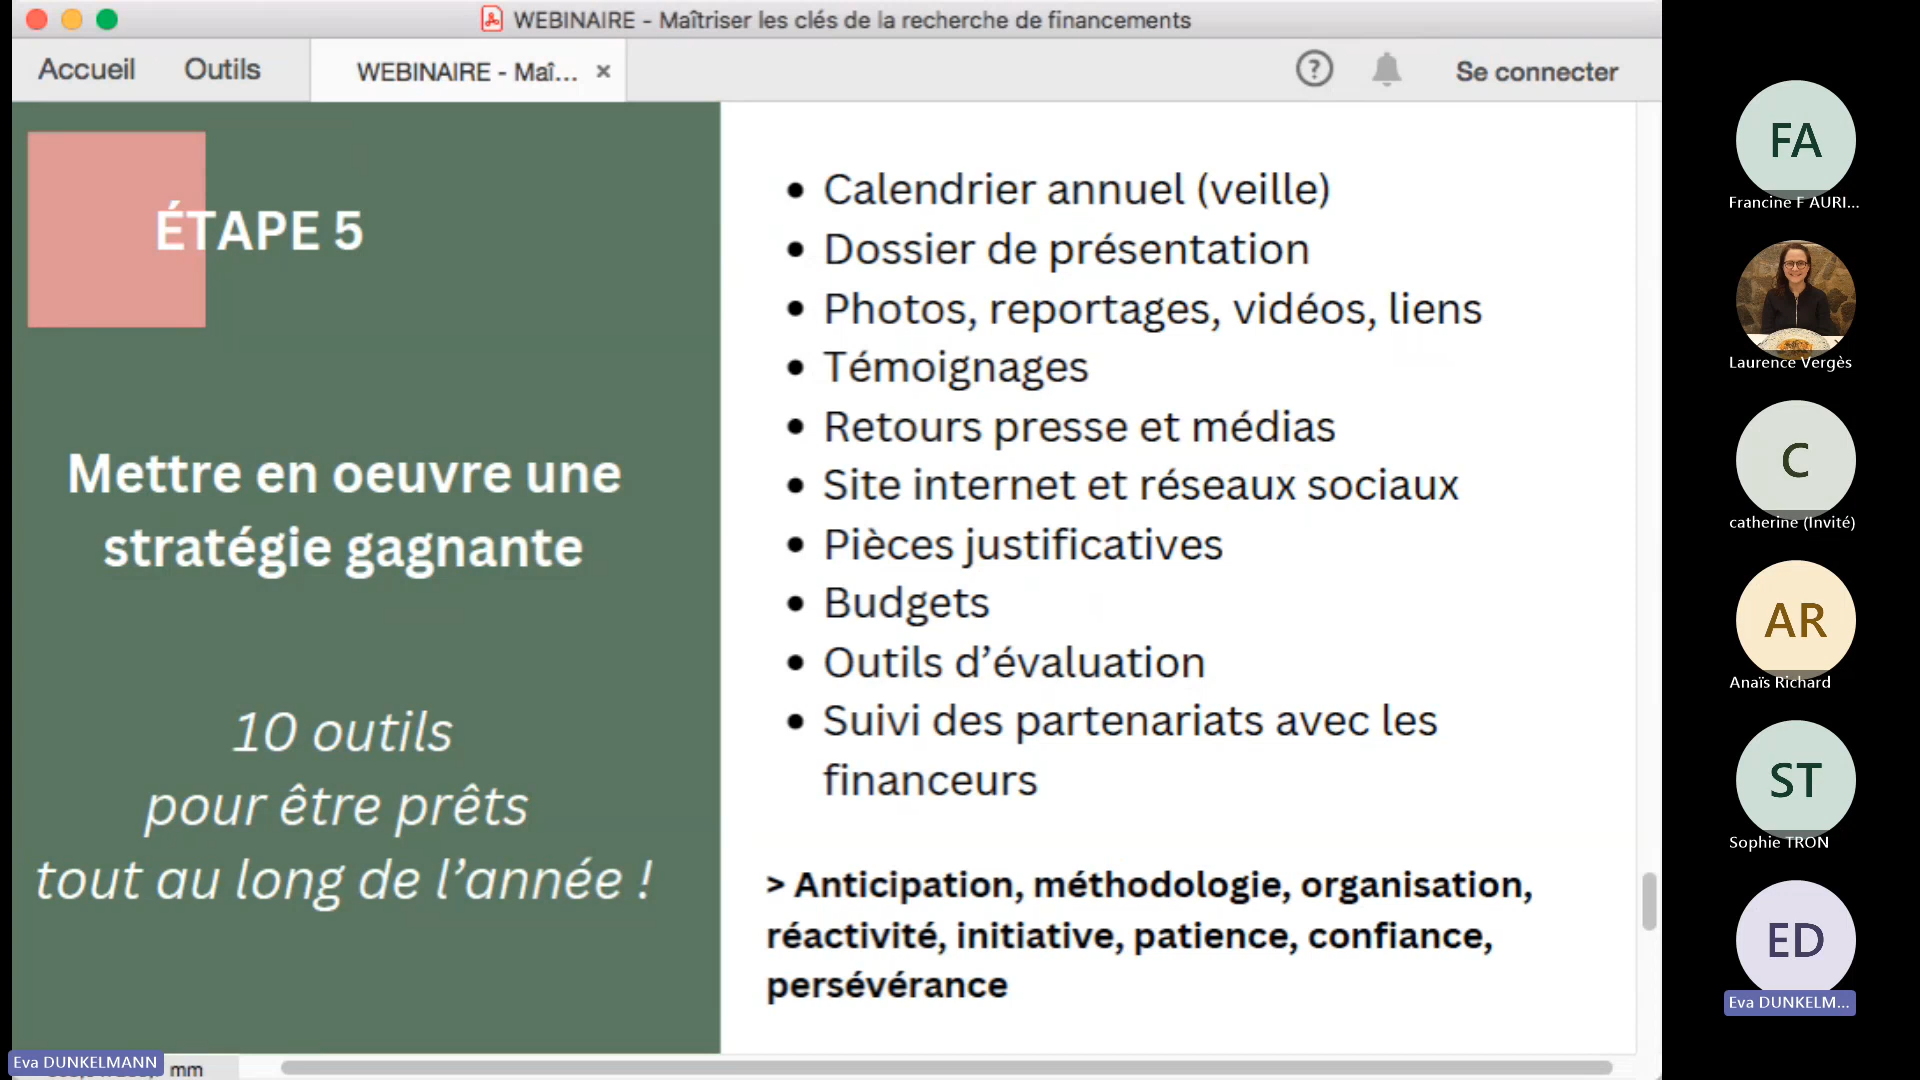 WEBINAIRE - Maîtriser les clés de la recherche de financements
Accueil
Outils
WEBINAIRE - Maî... ×
?
Se connecter
ÉTAPE 5
Mettre en oeuvre une
stratégie gagnante
10 outils
pour être prêts
tout au long de l’année !
• Calendrier annuel (veille)
• Dossier de présentation
• Photos, reportages, vidéos, liens
• Témoignages
• Retours presse et médias
• Site internet et réseaux sociaux
• Pièces justificatives
• Budgets
• Outils d’évaluation
• Suivi des partenariats avec les
financeurs
> Anticipation, méthodologie, organisation,
réactivité, initiative, patience, confiance,
persévérance
Eva DUNKELMANN
mm
FA
Francine F AURI...
Laurence Vergès
C
catherine (Invité)
AR
Anaïs Richard
ST
Sophie TRON
ED
Eva DUNKELM...